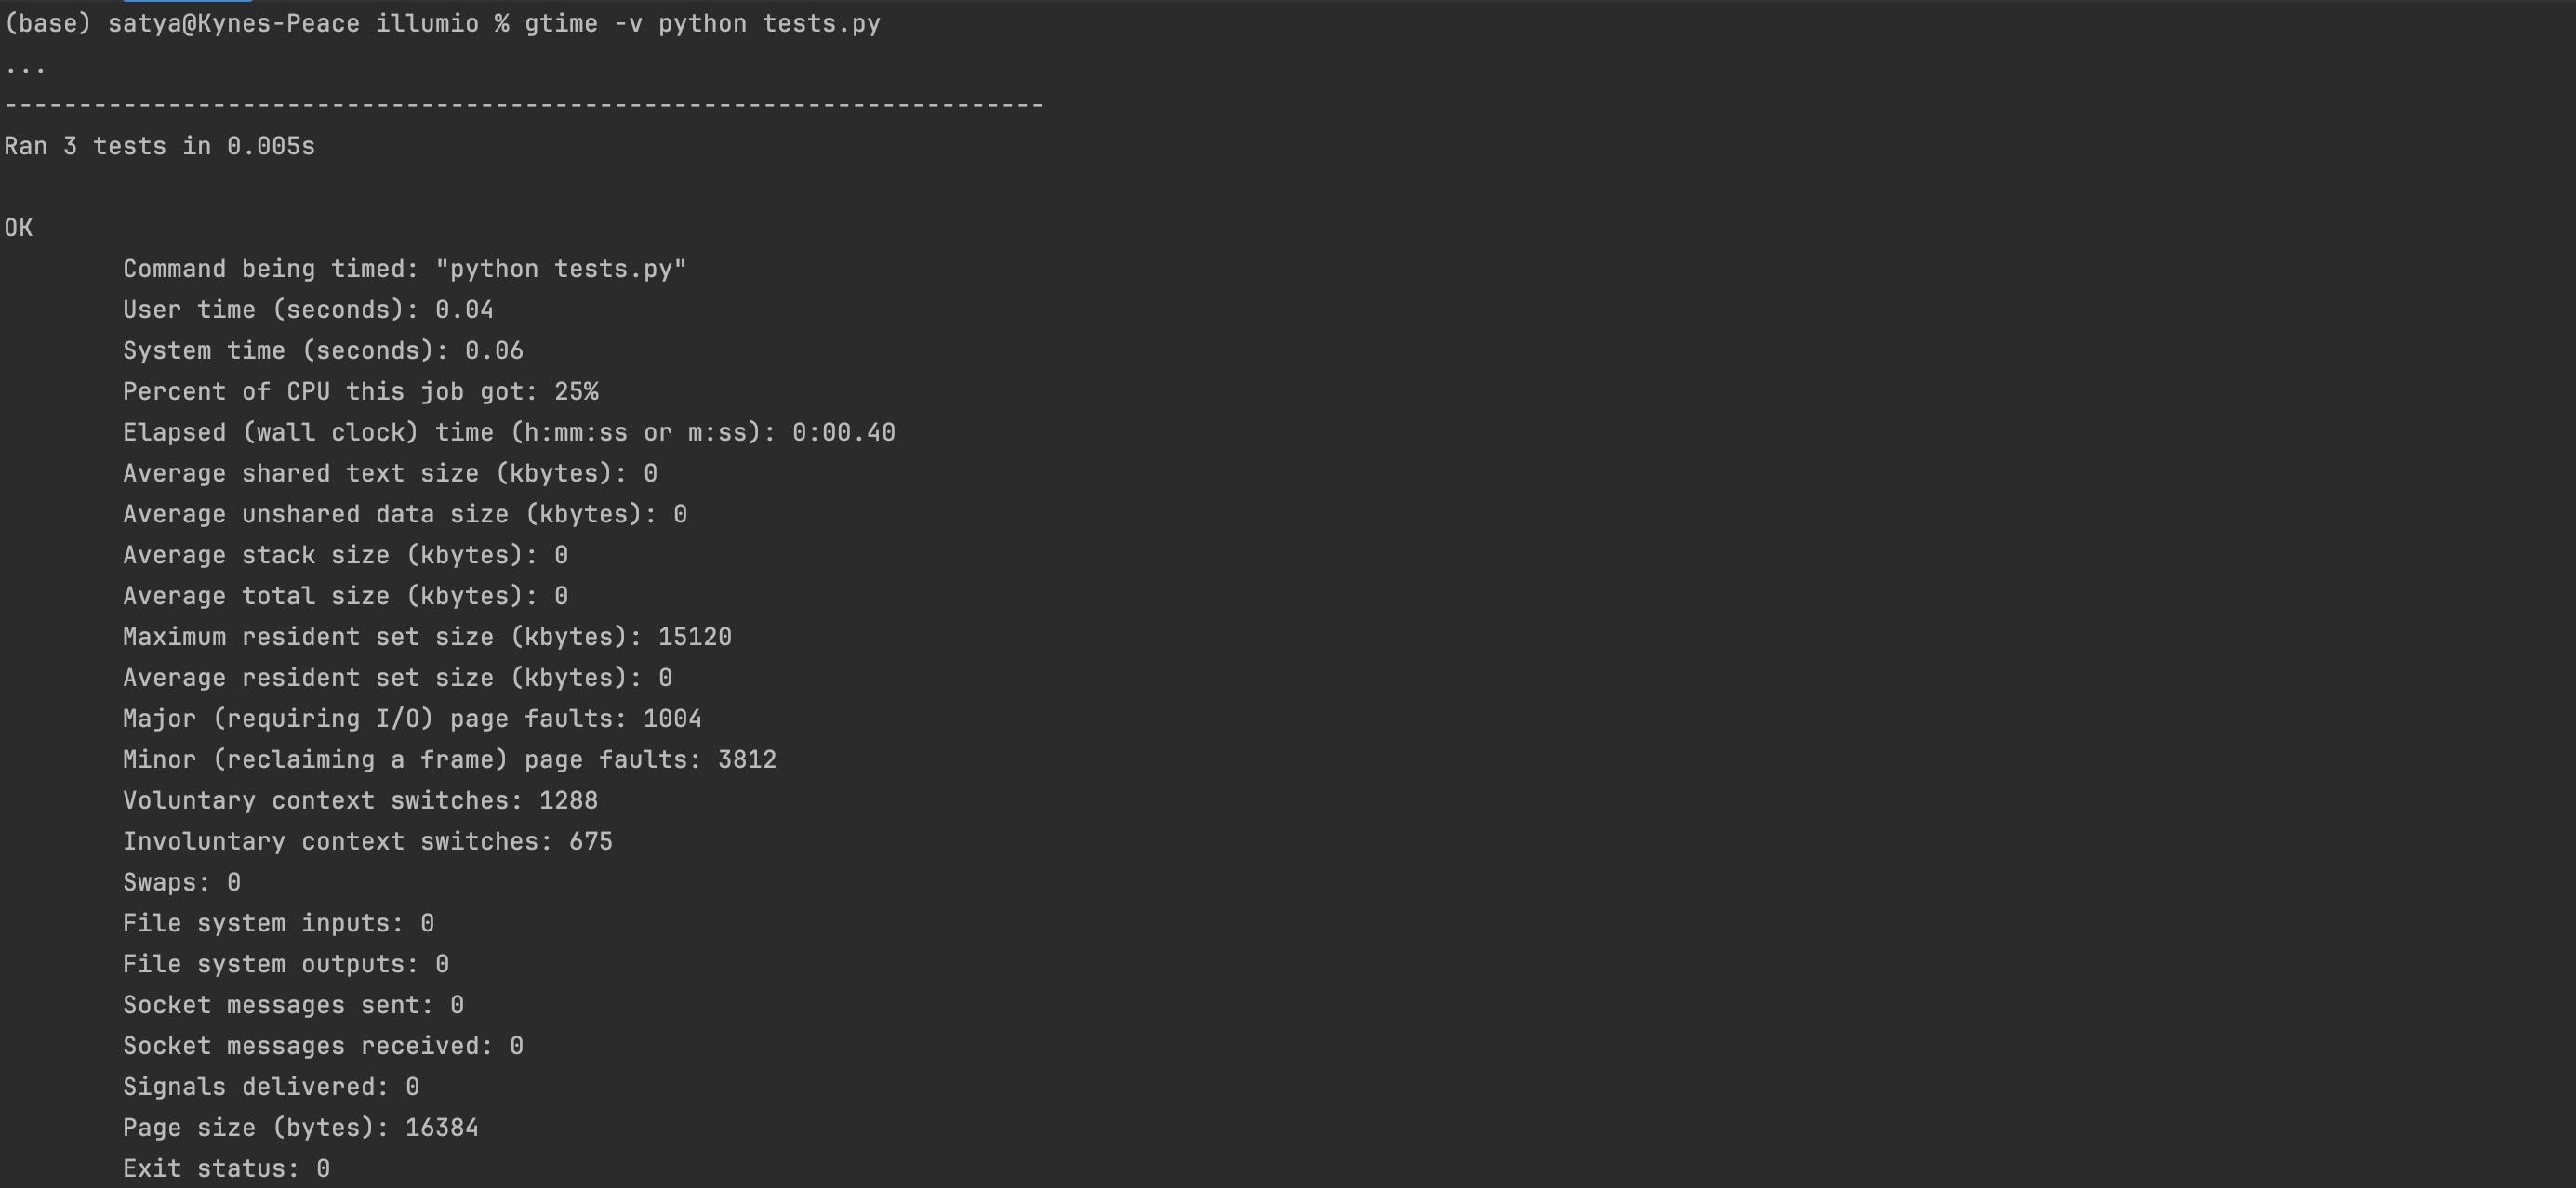 (base) satya@Kynes-Peace illumio % gtime -v python tests.py
...
----------------------------------------------------------------------
Ran 3 tests in 0.005s

OK
        Command being timed: "python tests.py"
        User time (seconds): 0.04
        System time (seconds): 0.06
        Percent of CPU this job got: 25%
        Elapsed (wall clock) time (h:mm:ss or m:ss): 0:00.40
        Average shared text size (kbytes): 0
        Average unshared data size (kbytes): 0
        Average stack size (kbytes): 0
        Average total size (kbytes): 0
        Maximum resident set size (kbytes): 15120
        Average resident set size (kbytes): 0
        Major (requiring I/O) page faults: 1004
        Minor (reclaiming a frame) page faults: 3812
        Voluntary context switches: 1288
        Involuntary context switches: 675
        Swaps: 0
        File system inputs: 0
        File system outputs: 0
        Socket messages sent: 0
        Socket messages received: 0
        Signals delivered: 0
        Page size (bytes): 16384
        Exit status: 0